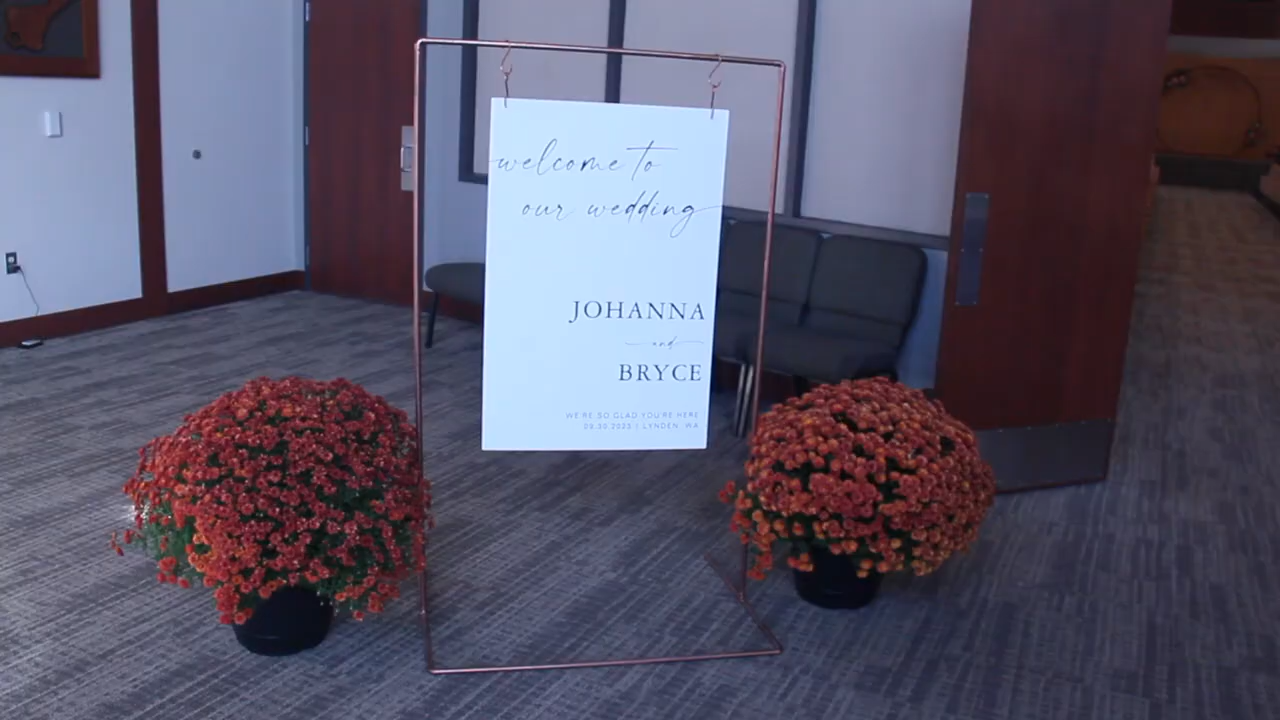 welcome to
our wedding
JOHANNA
and
BRYCE
WE'RE SO GLAD YOU'RE HERE
09.30.2023 | LYNDEN, WA